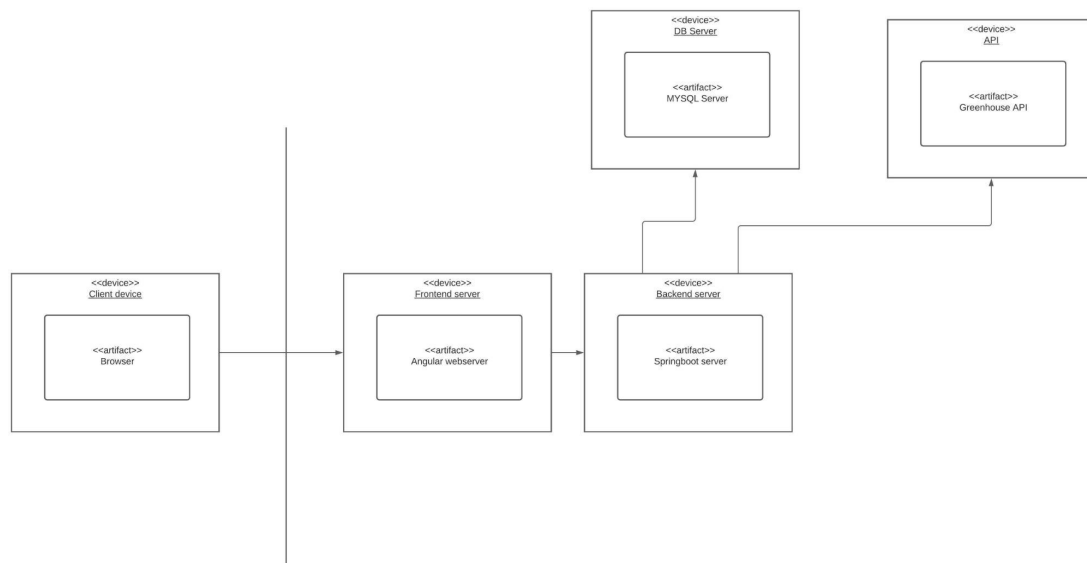 <<device>>
DB Server
<<artifact>>
MYSQL Server
<<device>>
API
<<artifact>>
Greenhouse API
<<device>>
Client device
<<artifact>>
Browser
<<device>>
Frontend server
<<artifact>>
Angular webserver
<<device>>
Backend server
<<artifact>>
Springboot server